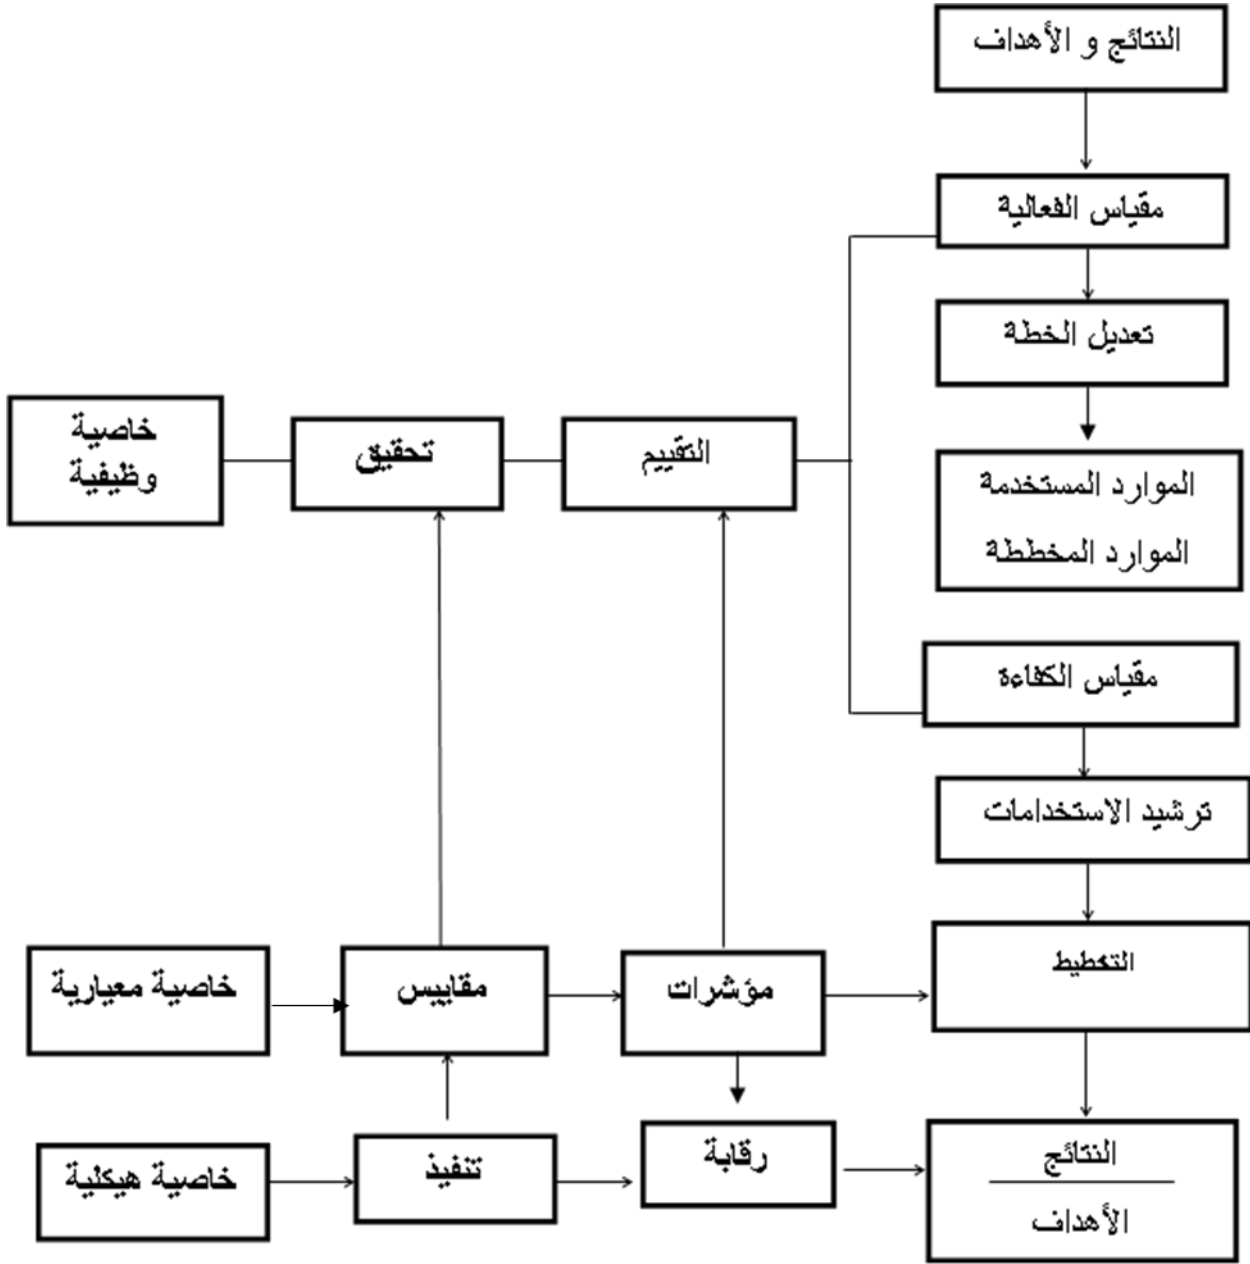 النتائج و الأهداف
مقياس الفعالية
تعديل الخطة
الموارد المستخدمة
الموارد المخططة
مقياس الكفاءة
ترشيد الاستخدامات
التخطيط
النتائج
الأهداف
التقييم
تحقيق
خاصية
وظيفية
مؤشرات
مقاييس
خاصية معيارية
رقابة
تنفيذ
خاصية هيكلية